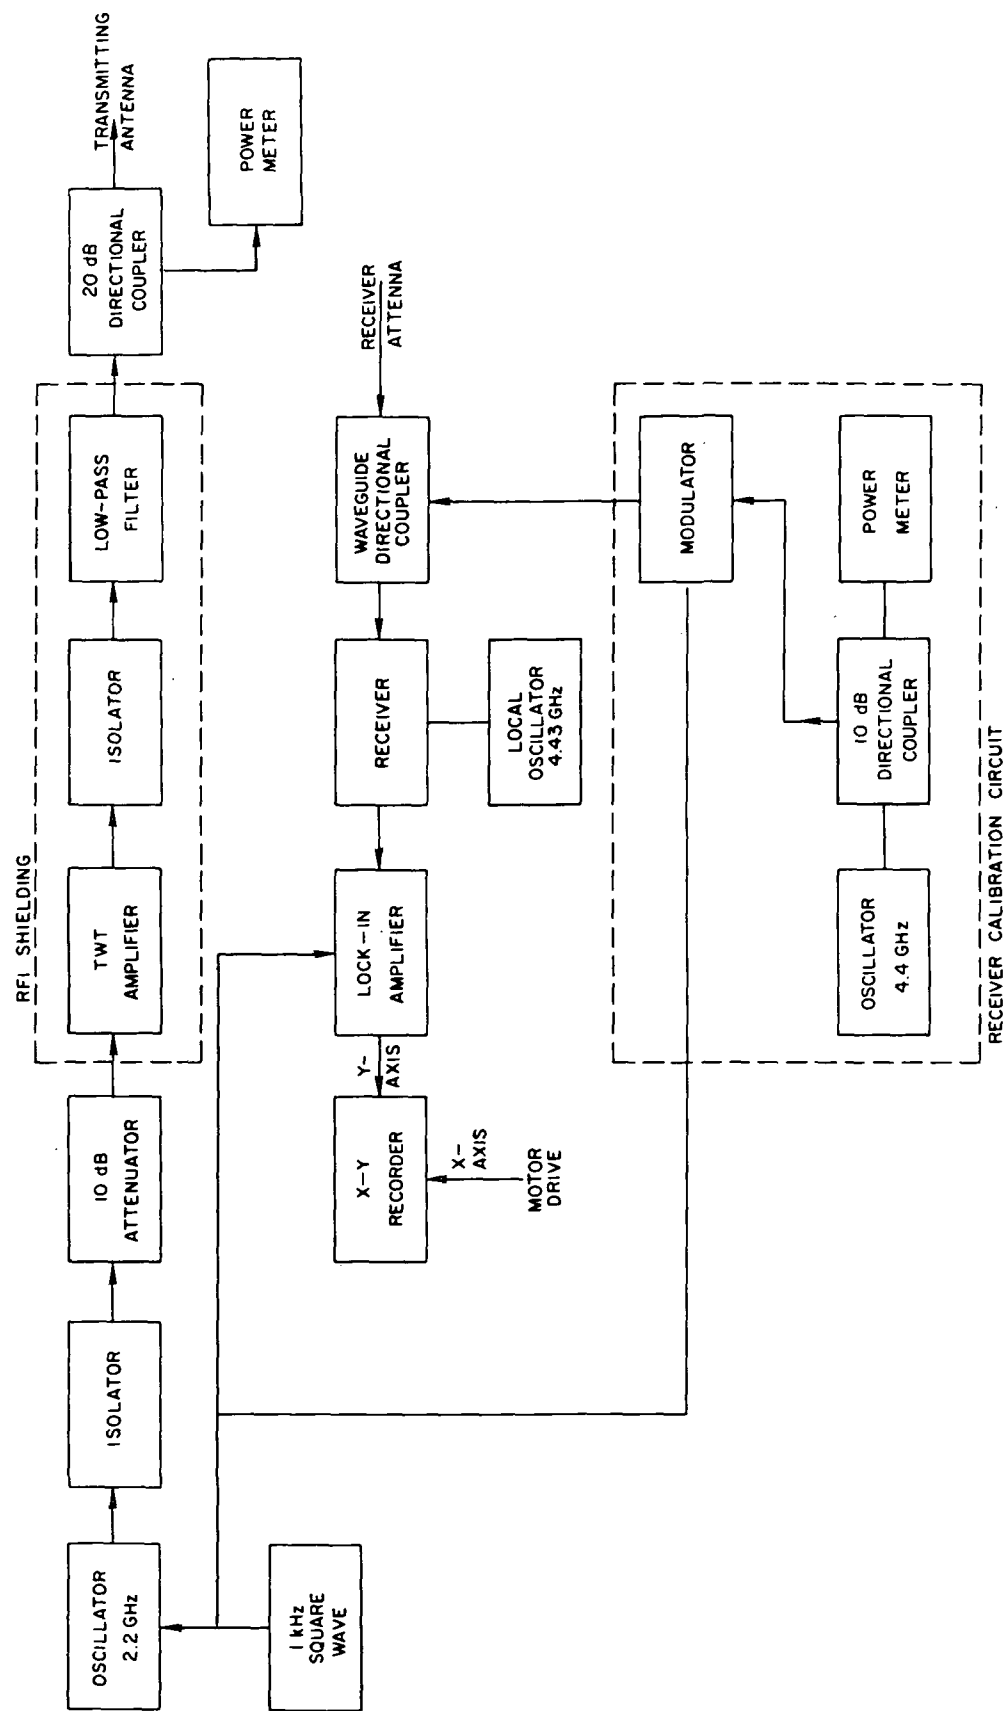 OSCILLATOR
2.2 GHz
ISOLATOR
10 dB
ATTENUATOR
RFI SHIELDING
TWT
AMPLIFIER
ISOLATOR
LOW-PASS
FILTER
20 dB
DIRECTIONAL
COUPLER
TRANSMITTING
ANTENNA
POWER
METER
1 kHz
SQUARE
WAVE
X-Y
RECORDER
Y-
AXIS
X-
AXIS
MOTOR
DRIVE
LOCK-IN
AMPLIFIER
RECEIVER
LOCAL
OSCILLATOR
4.43 GHz
WAVEGUIDE
DIRECTIONAL
COUPLER
RECEIVER
ATTENNA
MODULATOR
OSCILLATOR
4.4 GHz
10 dB
DIRECTIONAL
COUPLER
POWER
METER
RECEIVER CALIBRATION CIRCUIT